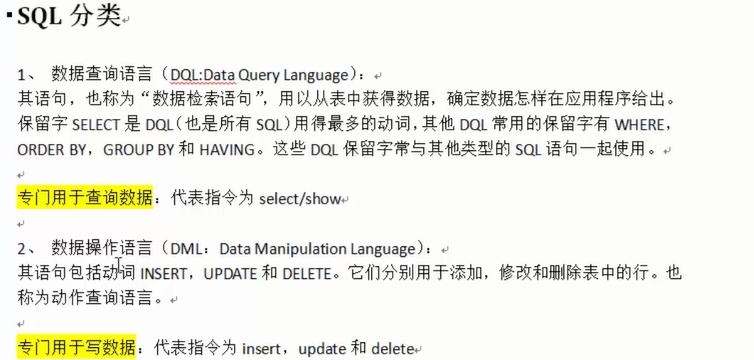 SQL 分类
1、 数据查询语言（DQL:Data Query Language）：
其语句，也称为“数据检索语句”，用以从表中获得数据，确定数据怎样在应用程序给出。
保留字 SELECT 是 DQL（也是所有 SQL）用得最多的动词，其他 DQL 常用的保留字有 WHERE，
ORDER BY，GROUP BY 和 HAVING。这些 DQL 保留字常与其他类型的 SQL 语句一起使用。
专门用于查询数据：代表指令为 select/show
2、 数据操作语言（DML：Data Manipulation Language）：
其语句包括动词 INSERT，UPDATE 和 DELETE。它们分别用于添加，修改和删除表中的行。也
称为动作查询语言。
专门用于写数据：代表指令为 insert，update 和 delete